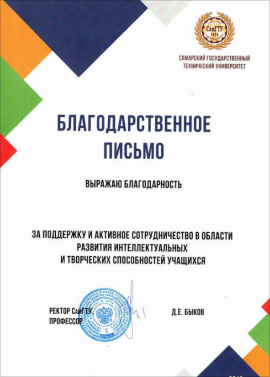 СамГТУ
САМАРСКИЙ ГОСУДАРСТВЕННЫЙ
ТЕХНИЧЕСКИЙ УНИВЕРСИТЕТ
БЛАГОДАРСТВЕННОЕ
ПИСЬМО
ВЫРАЖАЮ БЛАГОДАРНОСТЬ
ЗА ПОДДЕРЖКУ И АКТИВНОЕ СОТРУДНИЧЕСТВО В ОБЛАСТИ
РАЗВИТИЯ ИНТЕЛЛЕКТУАЛЬНЫХ
И ТВОРЧЕСКИХ СПОСОБНОСТЕЙ УЧАЩИХСЯ
РЕКТОР СамГТУ,
ПРОФЕССОР
Д.Е. БЫКОВ